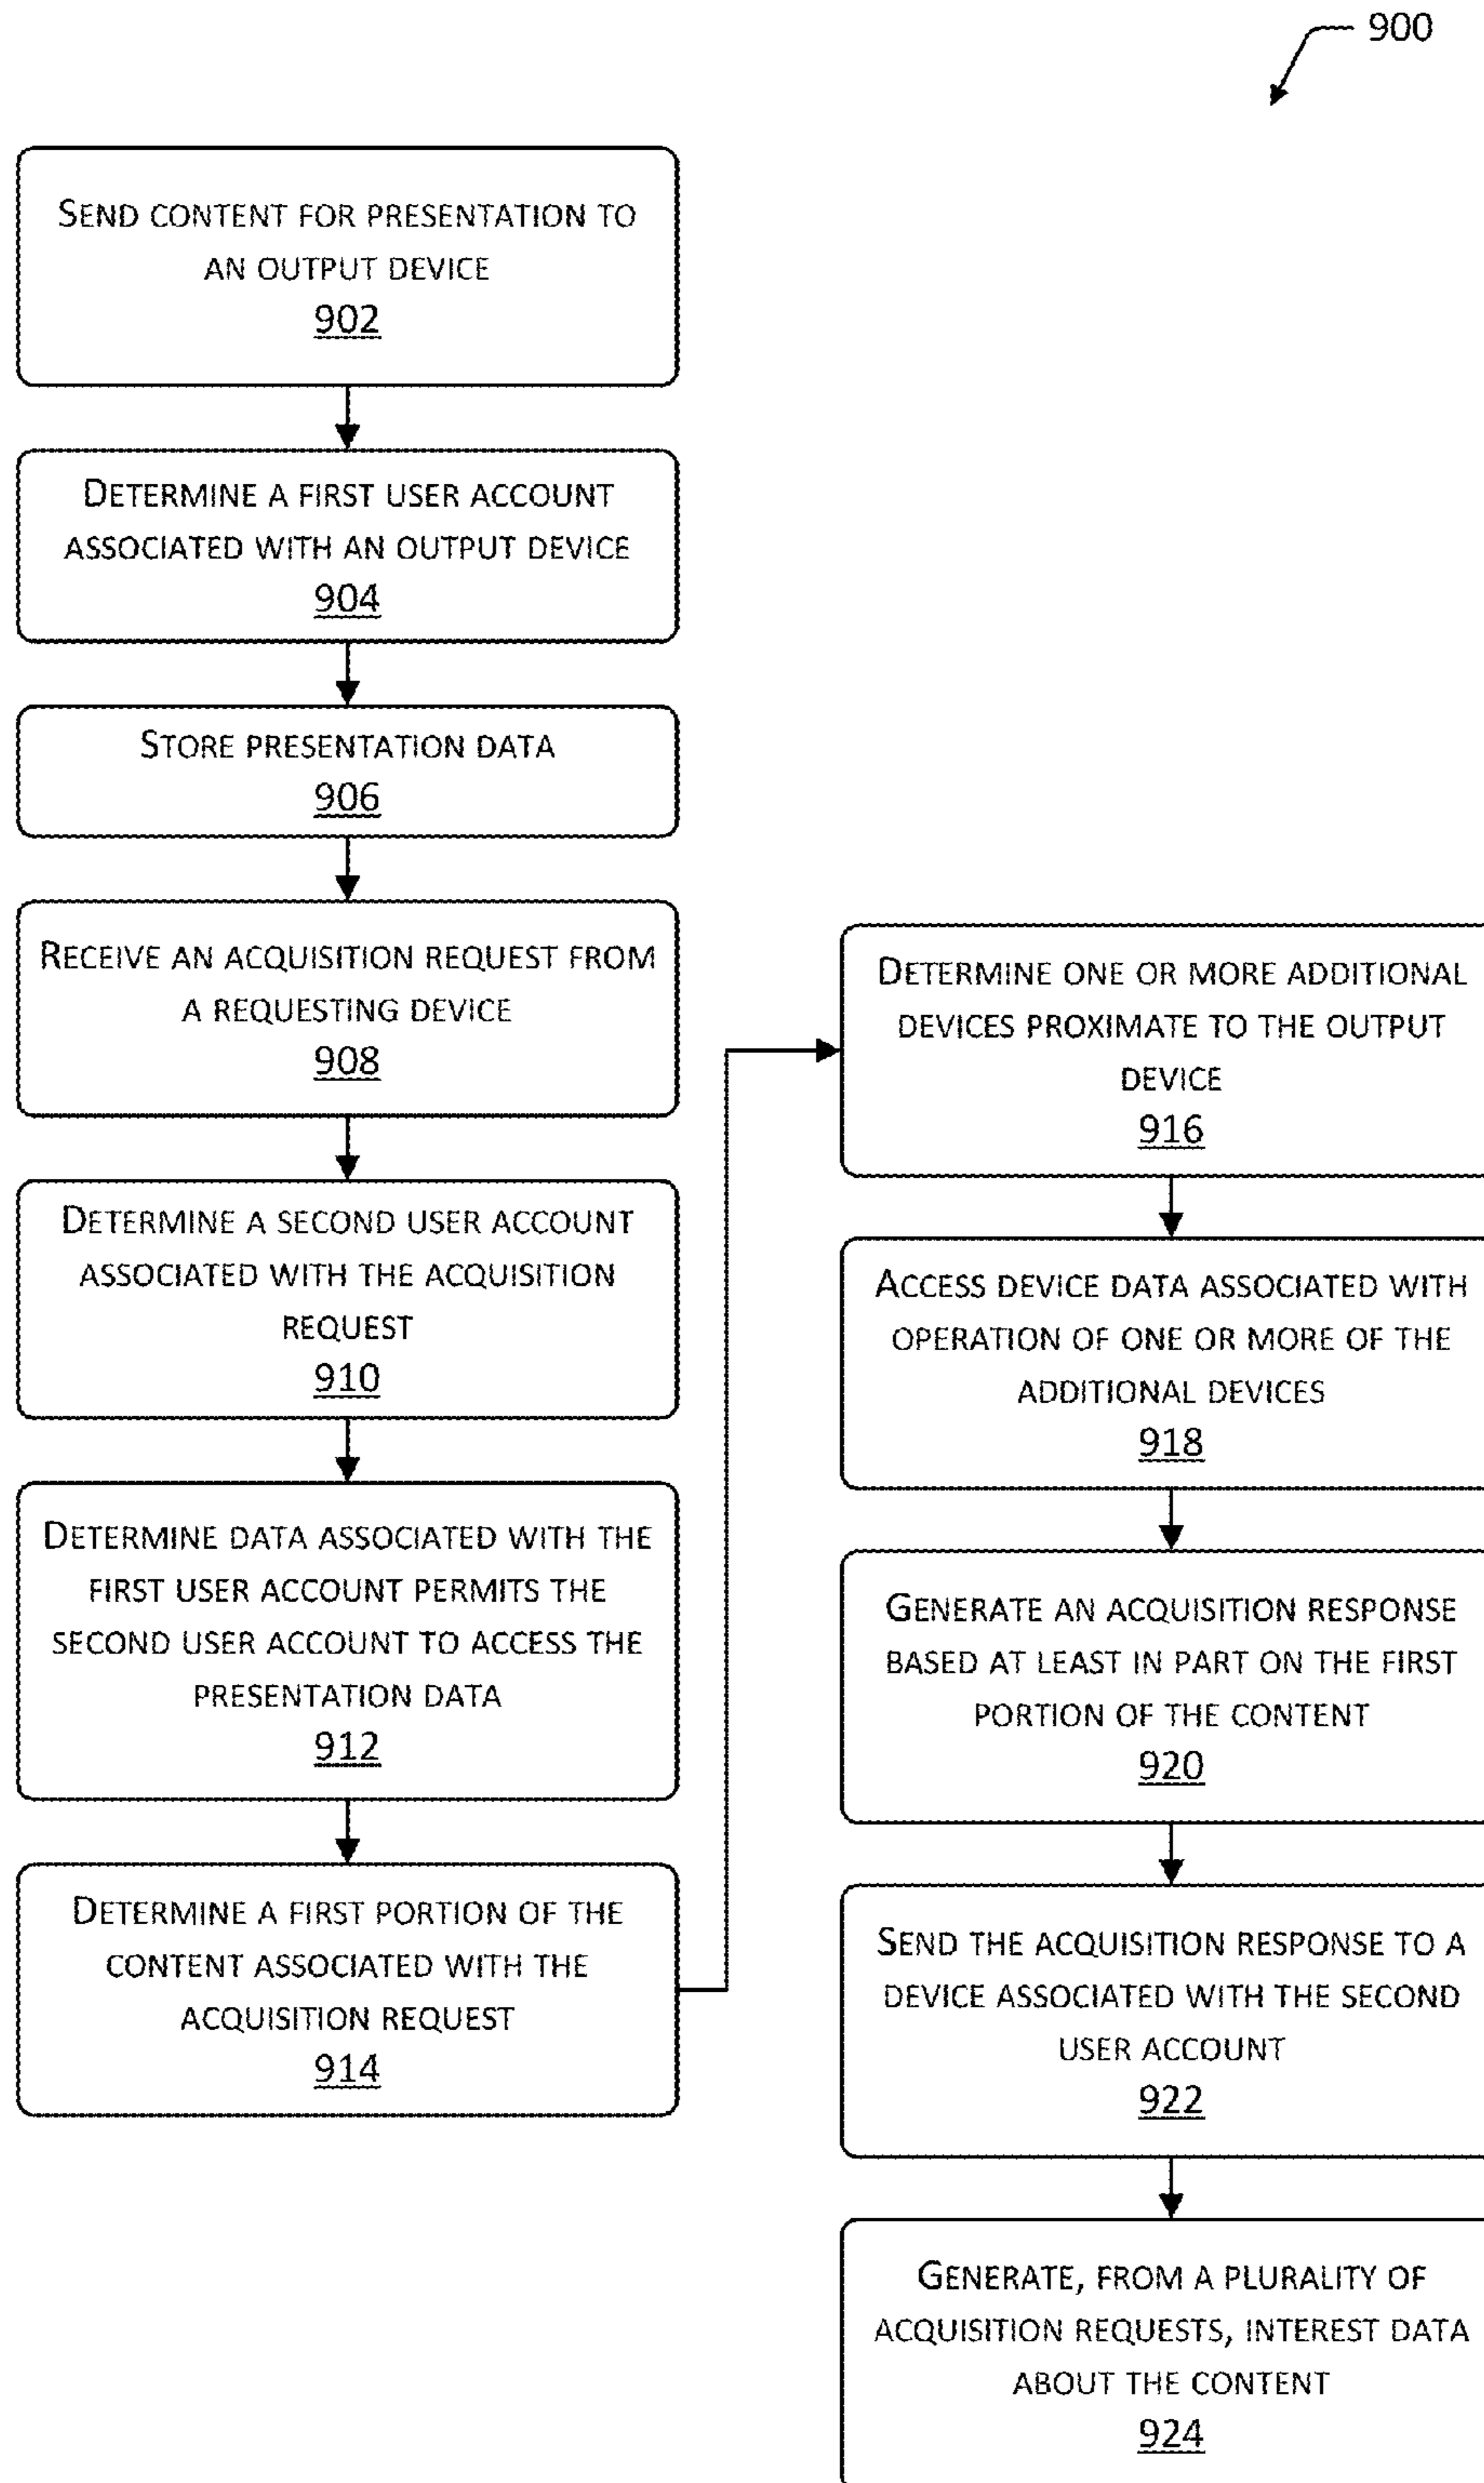 900
SEND CONTENT FOR PRESENTATION TO
AN OUTPUT DEVICE
902
DETERMINE A FIRST USER ACCOUNT
ASSOCIATED WITH AN OUTPUT DEVICE
904
STORE PRESENTATION DATA
906
RECEIVE AN ACQUISITION REQUEST FROM
A REQUESTING DEVICE
908
DETERMINE A SECOND USER ACCOUNT
ASSOCIATED WITH THE ACQUISITION
REQUEST
910
DETERMINE DATA ASSOCIATED WITH THE
FIRST USER ACCOUNT PERMITS THE
SECOND USER ACCOUNT TO ACCESS THE
PRESENTATION DATA
912
DETERMINE A FIRST PORTION OF THE
CONTENT ASSOCIATED WITH THE
ACQUISITION REQUEST
914
DETERMINE ONE OR MORE ADDITIONAL
DEVICES PROXIMATE TO THE OUTPUT
DEVICE
916
ACCESS DEVICE DATA ASSOCIATED WITH
OPERATION OF ONE OR MORE OF THE
ADDITIONAL DEVICES
918
GENERATE AN ACQUISITION RESPONSE
BASED AT LEAST IN PART ON THE FIRST
PORTION OF THE CONTENT
920
SEND THE ACQUISITION RESPONSE TO A
DEVICE ASSOCIATED WITH THE SECOND
USER ACCOUNT
922
GENERATE, FROM A PLURALITY OF
ACQUISITION REQUESTS, INTEREST DATA
ABOUT THE CONTENT
924